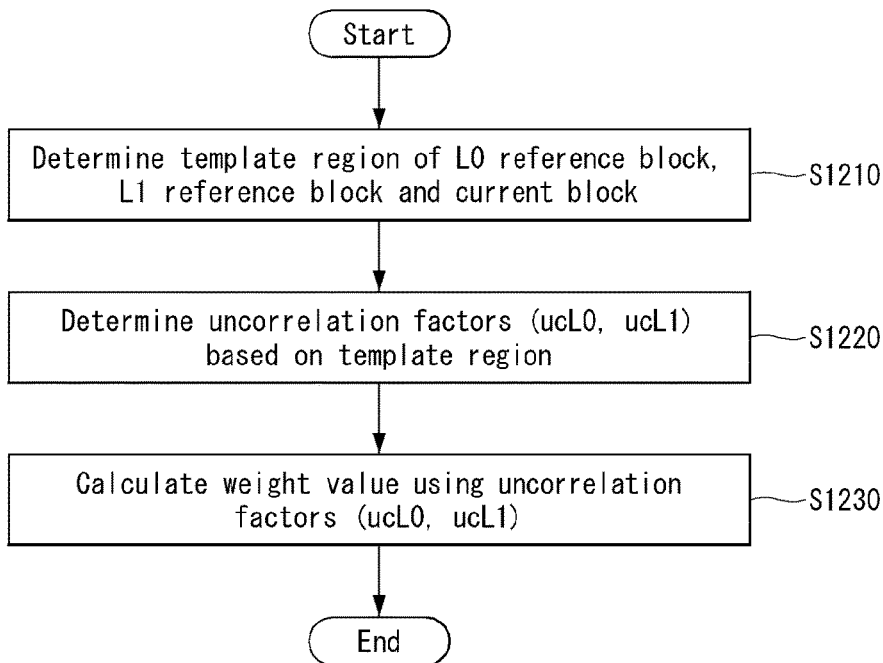 Start
Determine template region of L0 reference block,
L1 reference block and current block
S1210
Determine uncorrelation factors (ucL0, ucL1)
based on template region
S1220
Calculate weight value using uncorrelation
factors (ucL0, ucL1)
S1230
End